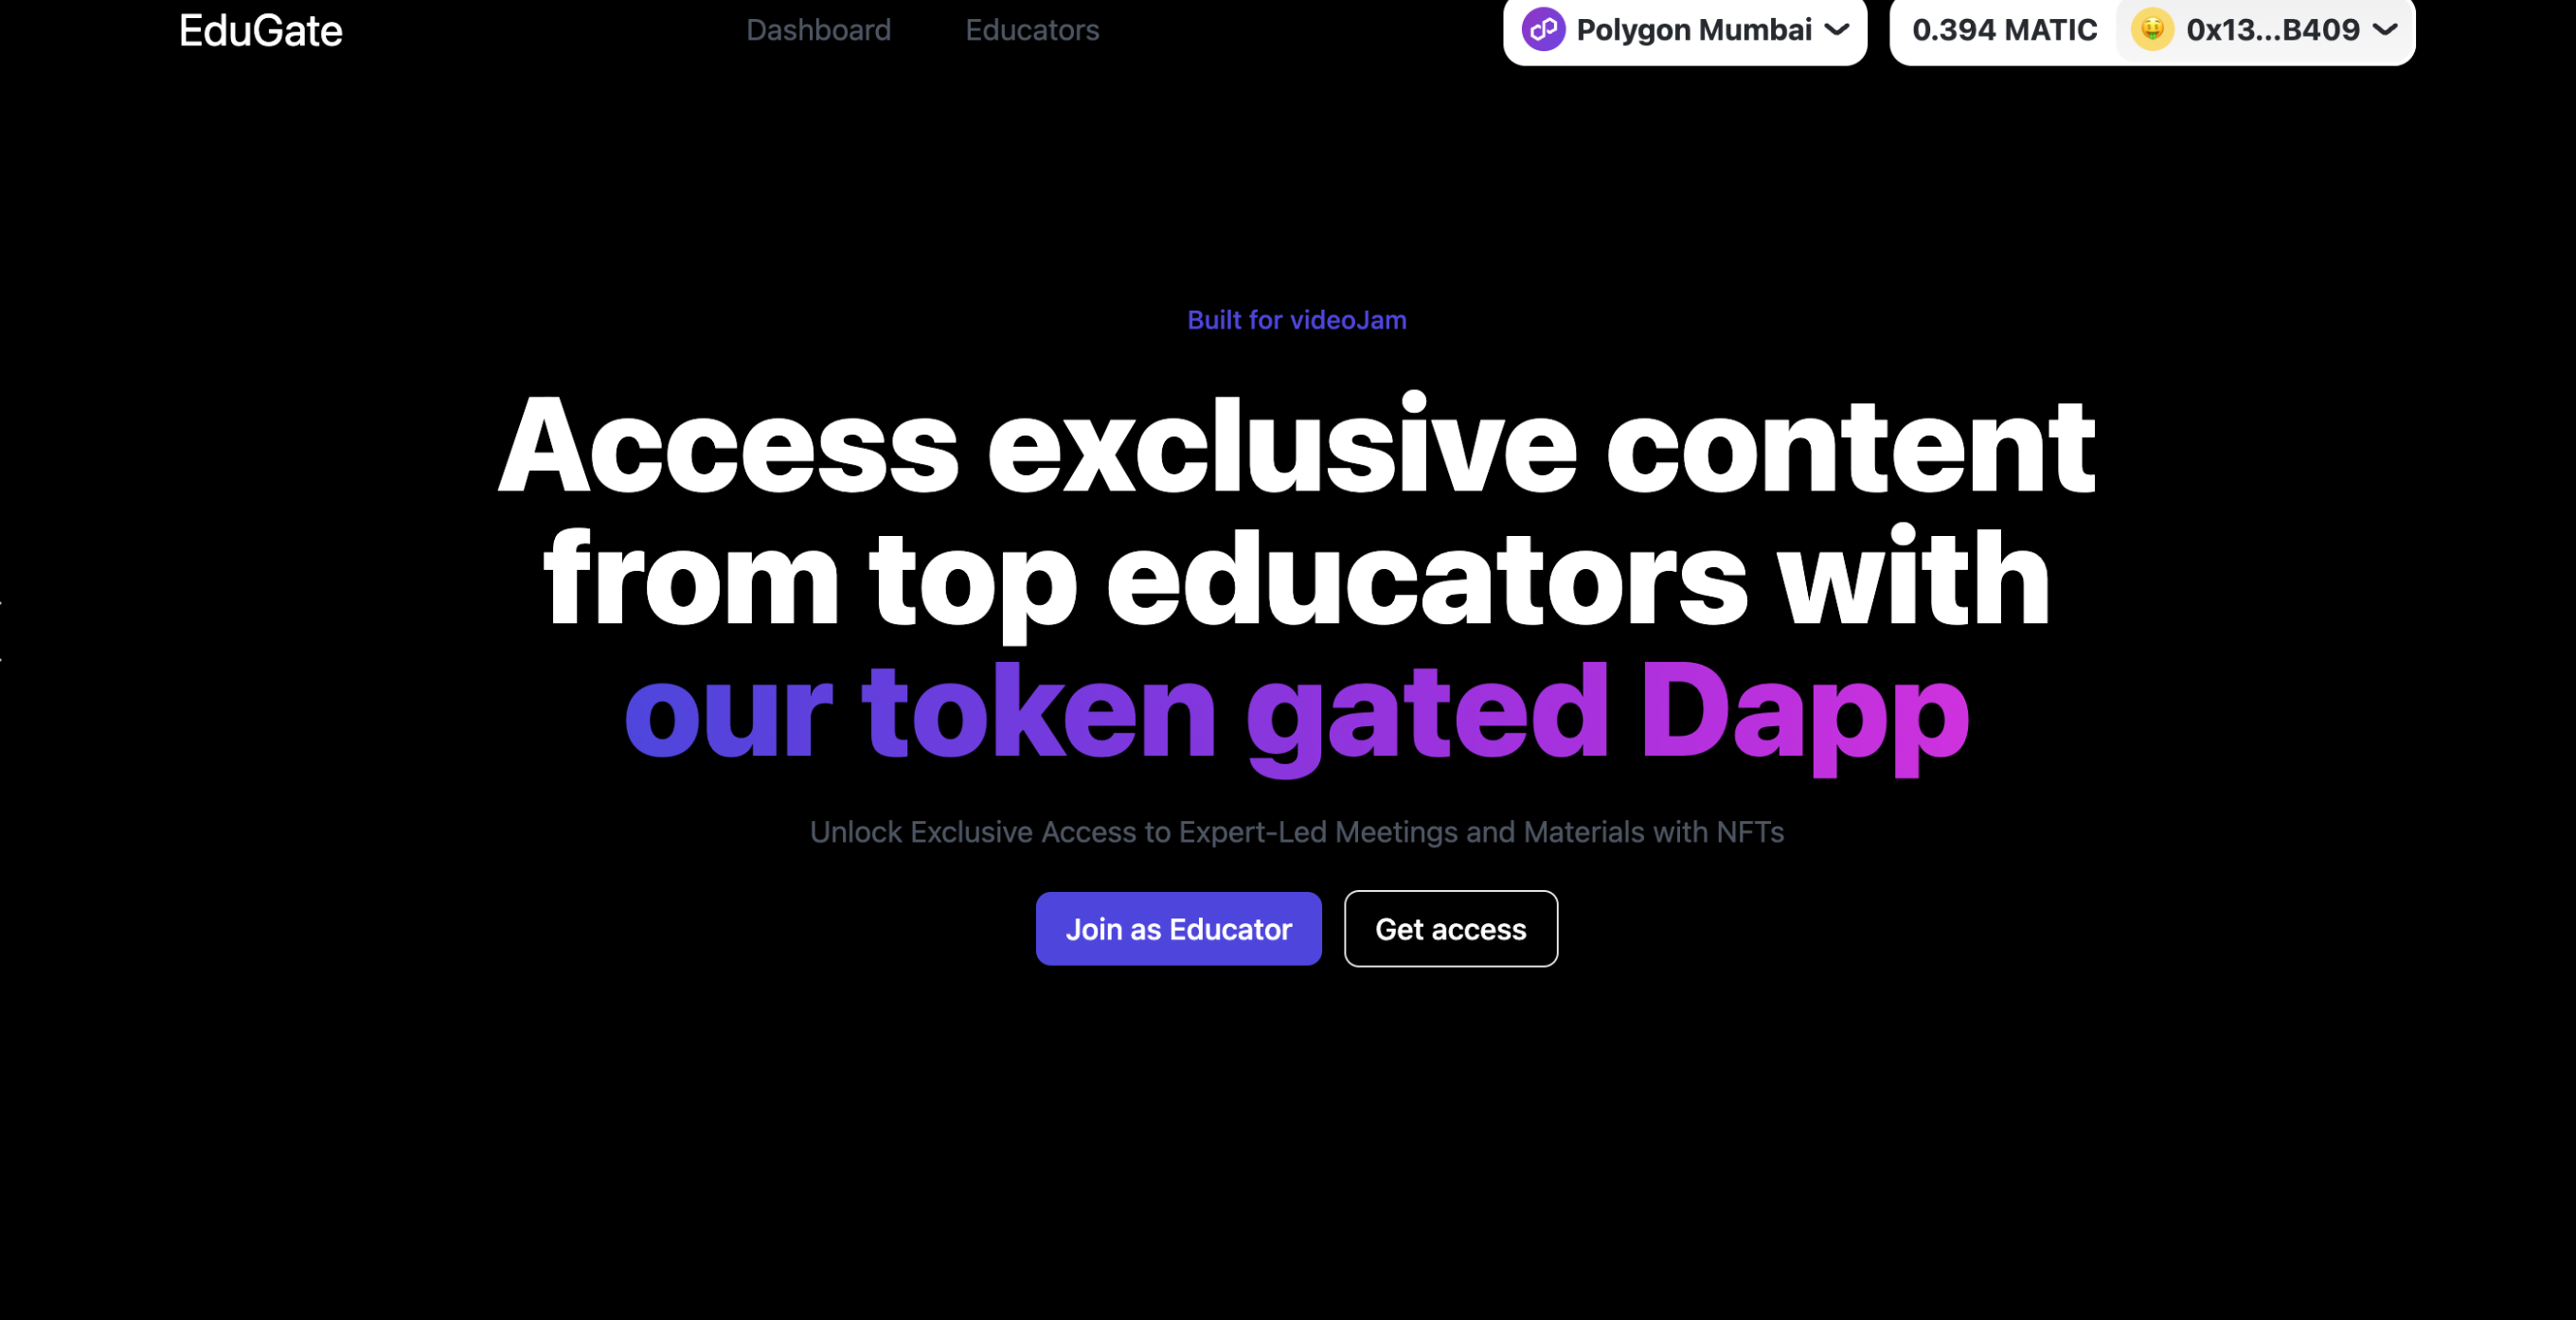 EduGate
Dashboard
Educators
Polygon Mumbai
0.394 MATIC
0x13...B409
Built for videoJam
Access exclusive content
from top educators with
our token gated Dapp
Unlock Exclusive Access to Expert-Led Meetings and Materials with NFTs
Join as Educator
Get access